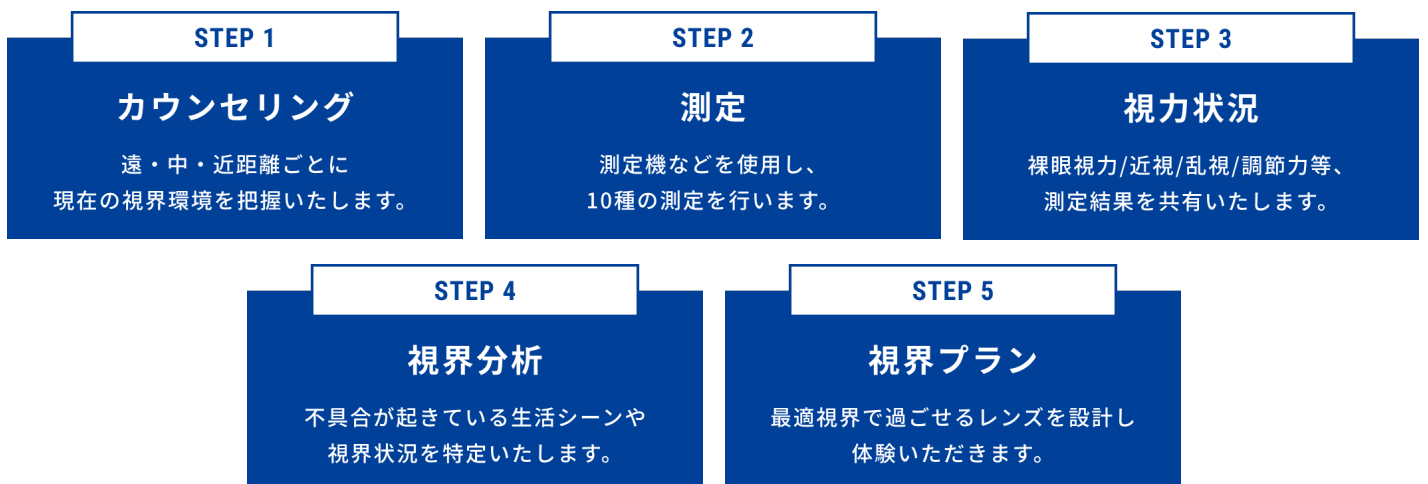 STEP 1
カウンセリング
遠・中・近距離ごとに
現在の視界環境を把握いたします。
STEP 2
測定
測定機などを使用し、
10種の測定を行います。
STEP 3
視力状況
裸眼視力/近視/乱視/調節力等、
測定結果を共有いたします。
STEP 4
視界分析
不具合が起きている生活シーンや
視界状況を特定いたします。
STEP 5
視界プラン
最適視界で過ごせるレンズを設計し
体験いただきます。